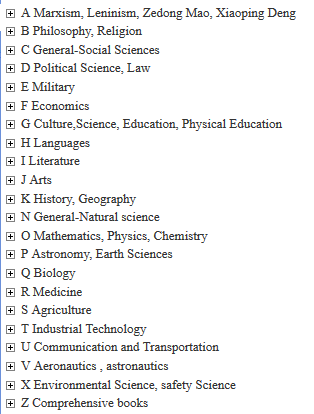 A Marxism, Leninism, Zedong Mao, Xiaoping Deng
B Philosophy, Religion
C General-Social Sciences
D Political Science, Law
E Military
F Economics
G Culture,Science, Education, Physical Education
H Languages
I Literature
J Arts
K History, Geography
N General-Natural science
O Mathematics, Physics, Chemistry
P Astronomy, Earth Sciences
Q Biology
R Medicine
S Agriculture
T Industrial Technology
U Communication and Transportation
V Aeronautics , astronautics
X Environmental Science, safety Science
Z Comprehensive books